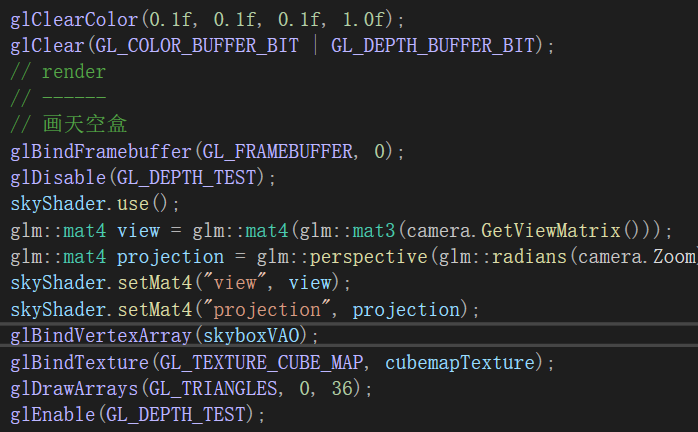 glClearColor(0.1f, 0.1f, 0.1f, 1.0f);
glClear(GL_COLOR_BUFFER_BIT | GL_DEPTH_BUFFER_BIT);
// render
// ------
// 画天空盒
glBindFramebuffer(GL_FRAMEBUFFER, 0);
glDisable(GL_DEPTH_TEST);
skyShader.use();
glm::mat4 view = glm::mat4(glm::mat3(camera.GetViewMatrix()));
glm::mat4 projection = glm::perspective(glm::radians(camera.Zoom)
skyShader.setMat4("view", view);
skyShader.setMat4("projection", projection);
glBindVertexArray(skyboxVAO);
glBindTexture(GL_TEXTURE_CUBE_MAP, cubemapTexture);
glDrawArrays(GL_TRIANGLES, 0, 36);
glEnable(GL_DEPTH_TEST);